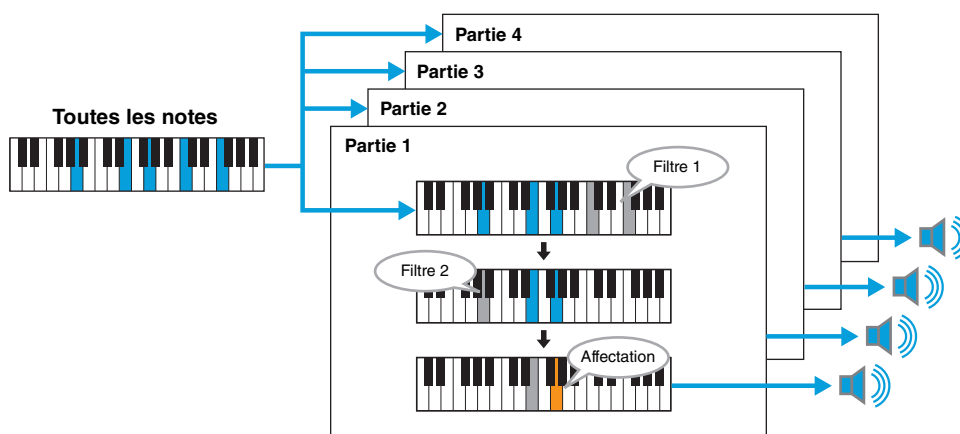 Partie 4
Partie 3
Partie 2
Toutes les notes
Partie 1
Filtre 1
Filtre 2
Affectation